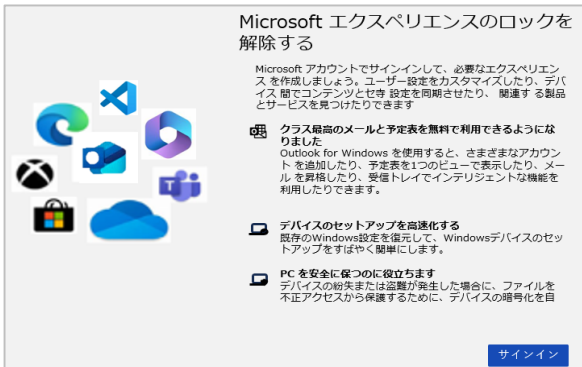 Microsoft エクスペリエンスのロックを
解除する
Microsoft アカウントでサインインして、必要なエクスペリエン
ス を作成しましょう。ユーザー設定をカスタマイズしたり、デバ
イス 間でコンテンツとセ寺 設定を同期させたり、 関連す る製品
とサービスを見つけたりできます
クラス最高のメールと予定表を無料で利用できるようにな
りました
Outlook for Windows を使用すると、さまざまなアカウン
ト を追加したり、予定表を1つのビューで表示したり、メー
ル を昇格したり、受信トレイでインテリジェントな機能を
利用したりできます。
デバイスのセットアップを高速化する
既存のWindows設定を復元して、Windowsデバイスのセッ
トアップをすばやく簡単にします。
PC を安全に保つのに役立ちます
デバイスの紛失または盗難が発生した場合に、ファイルを
不正アクセスから保護するために、デバイスの暗号化を自
サインイン